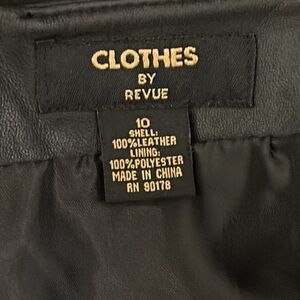 CLOTHES
BY
REVUE
10
SHELL:
100%LEATHER
LINING:
100%POLYESTER
MADE IN CHINA
RN 90178